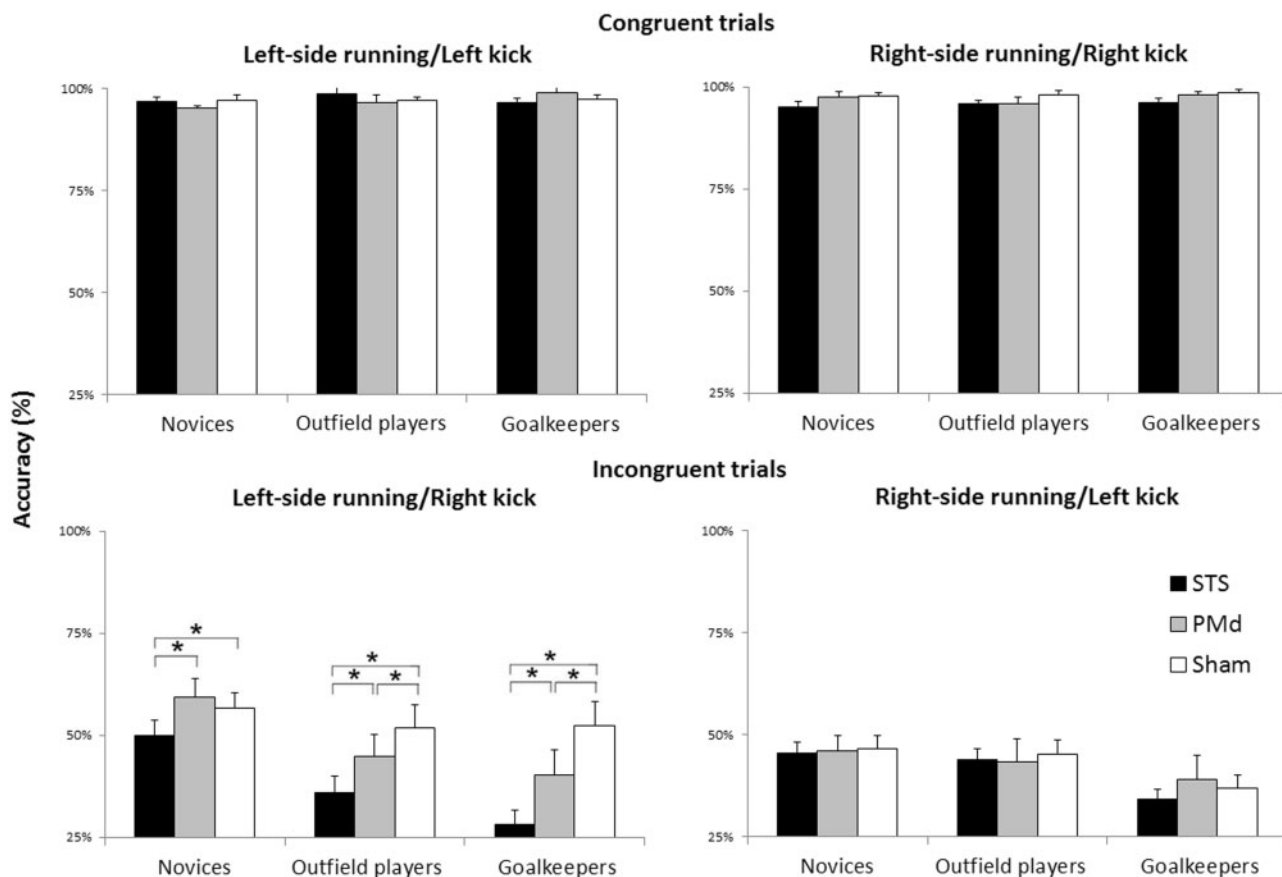 Congruent trials
Left-side running/Left kick
Right-side running/Right kick
100%
75%
50%
25%
Novices
Outfield players
Goalkeepers
100%
75%
50%
25%
Novices
Outfield players
Goalkeepers
Accuracy (%)
Incongruent trials
Left-side running/Right kick
Right-side running/Left kick
100%
75%
50%
25%
*
*
*
*
*
*
*
*
Novices
Outfield players
Goalkeepers
100%
75%
50%
25%
STS
PMd
Sham
Novices
Outfield players
Goalkeepers